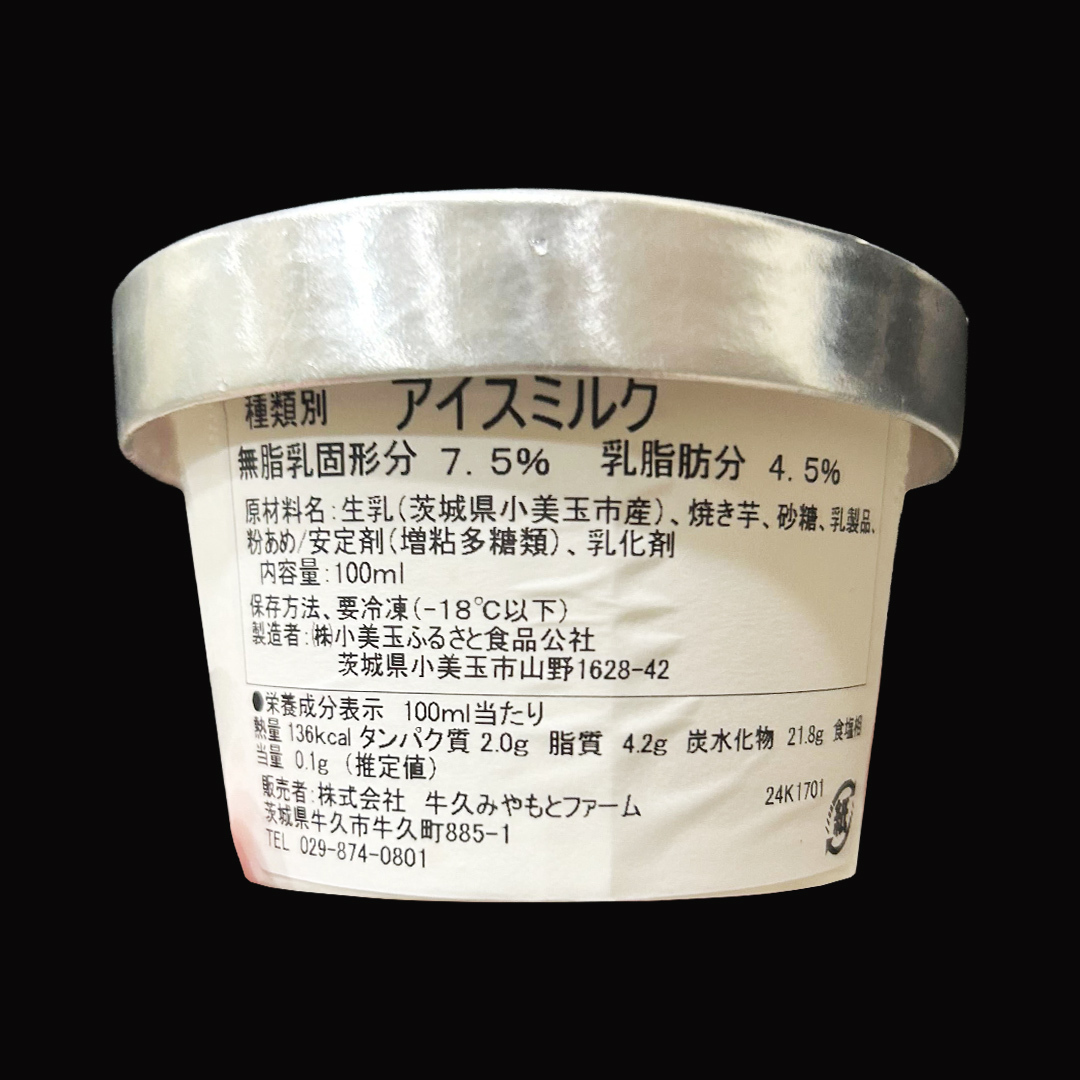 種類別 アイスミルク
無脂乳固形分 7.5% 乳脂肪分 4.5%
原材料名:生乳(茨城県小美玉市産)、焼き芋、砂糖、乳製品、
粉あめ/安定剤(増粘多糖類)、乳化剤
内容量:100ml
保存方法、要冷凍(-18℃以下)
製造者:㈱小美玉ふるさと食品公社
茨城県小美玉市山野1628-42
●栄養成分表示 100ml当たり
熱量 136kcal タンパク質 2.0g 脂質 4.2g 炭水化物 21.8g 食塩相
当量 0.1g (推定値)
販売者:株式会社 牛久みやもとファーム
茨城県牛久市牛久町885-1
TEL 029-874-0801
24K1701
紙